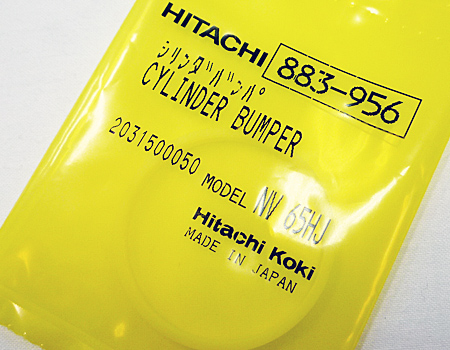 HITACHI 883-956
シリンダバンパ
CYLINDER BUMPER
2031500050 MODEL NV 65HJ
Hitachi Koki
MADE IN JAPAN